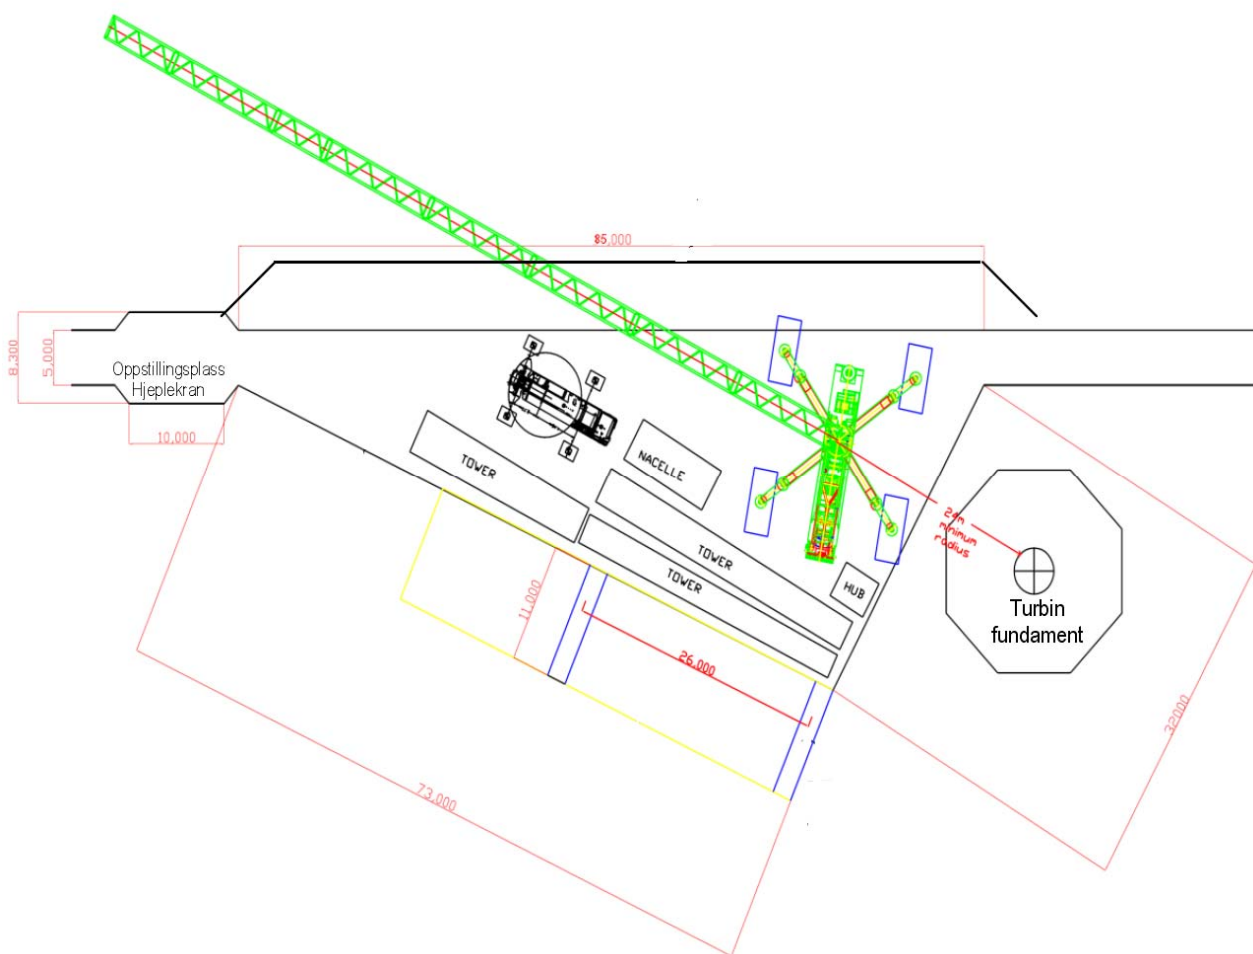 85,000
8,300
5,000
Oppstillingsplass
Hjeplekran
10,000
TOWER
NACELLE
TOWER
TOWER
HUB
24m
minimum
radius
Turbin
fundament
11,000
26,000
32000
73,000